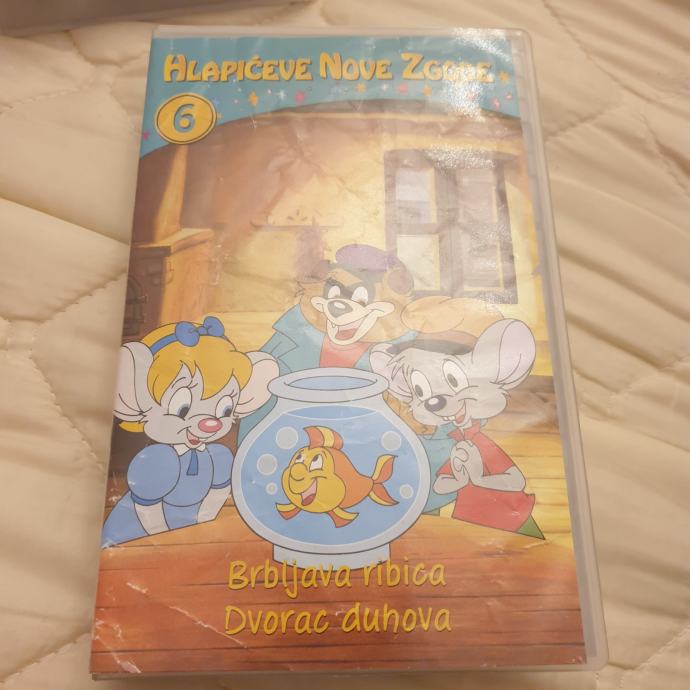 HLAPIĆEVE NOVE ZGODE
6
Brbljava ribica
Dvorac duhova